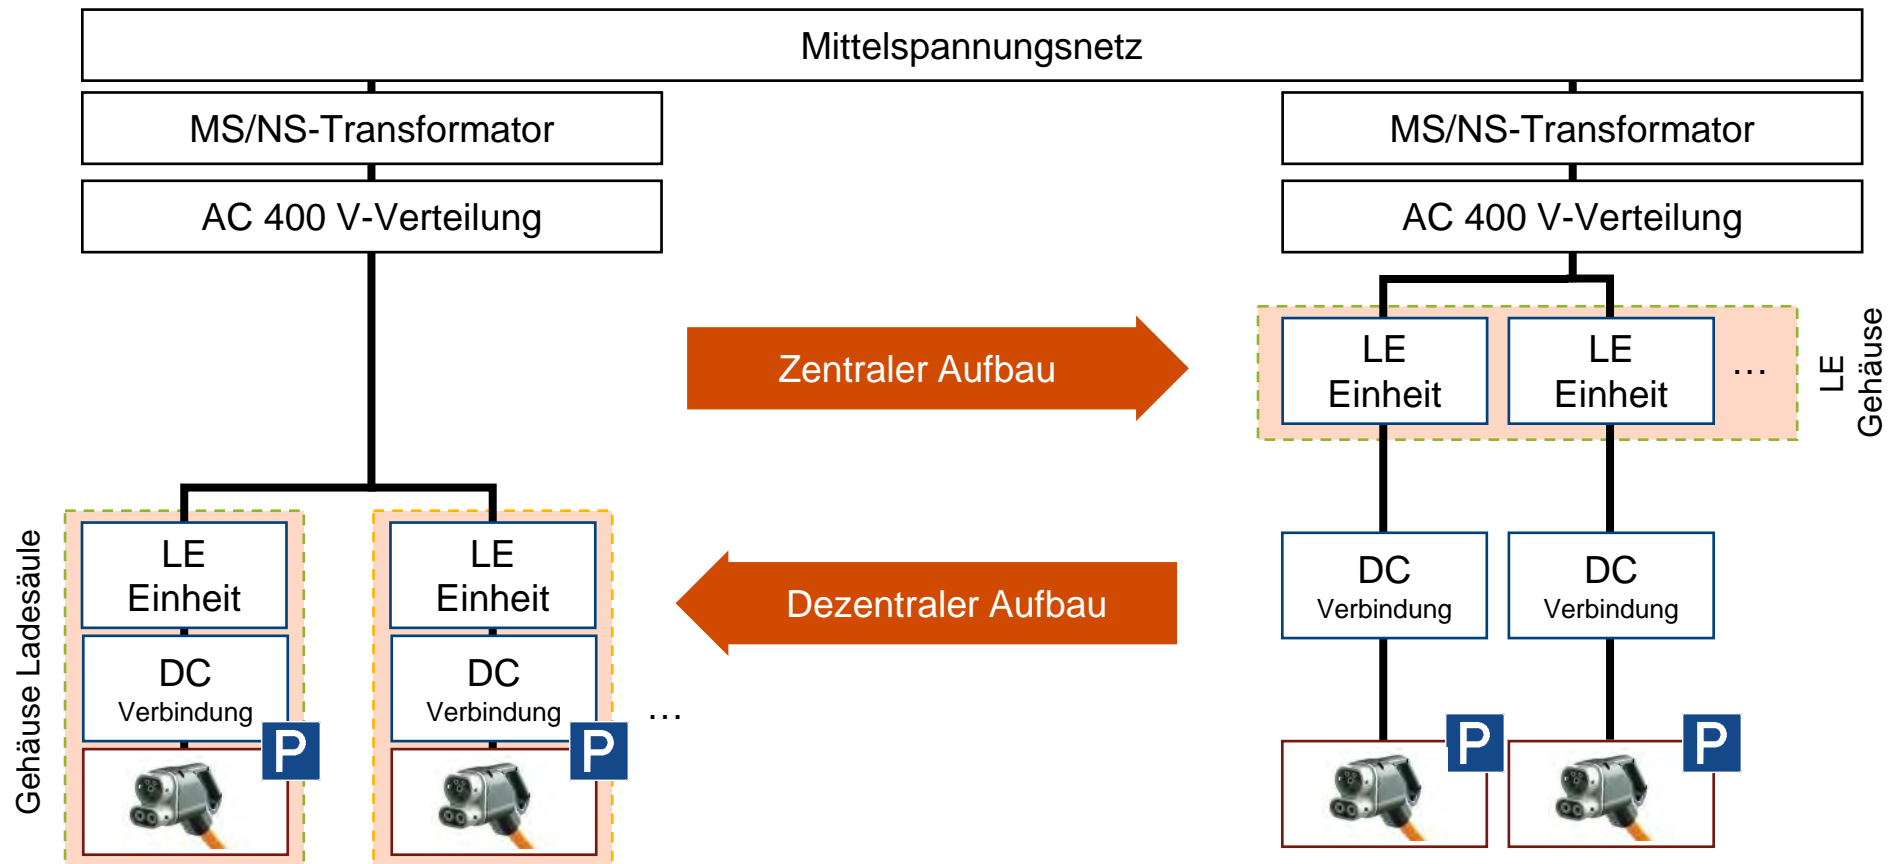 Mittelspannungsnetz
MS/NS-Transformator
MS/NS-Transformator
AC 400 V-Verteilung
AC 400 V-Verteilung
Zentraler Aufbau
LE
Einheit
LE
Einheit
...
LE
Gehäuse
Dezentraler Aufbau
Gehäuse Ladesäule
LE
Einheit
LE
Einheit
DC
Verbindung
DC
Verbindung
...
P
P
DC
Verbindung
DC
Verbindung
P
P